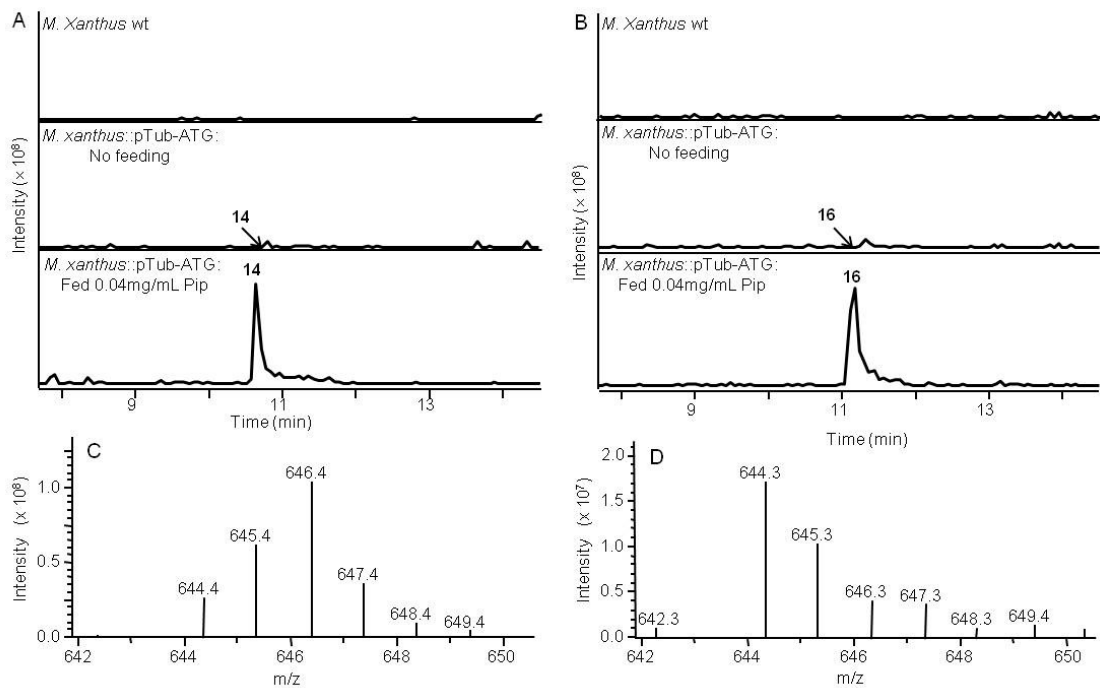 A
M. Xanthus wt
M. xanthus::pTub-ATG:
No feeding
14
M. xanthus::pTub-ATG:
Fed 0.04mg/mL Pip
14
Intensity (× 10⁸)
9
11
13
Time (min)
B
M. Xanthus wt
M. xanthus::pTub-ATG:
No feeding
16
M. Xanthus::pTub-ATG:
Fed 0.04mg/mL Pip
16
Intensity (× 10⁸)
9
11
13
Time (min)
C
Intensity (x 10⁸)
1.0
0.5
0.0
644.4
645.4
646.4
647.4
648.4
649.4
642
644
646
648
650
m/z
D
Intensity (x 10⁷)
2.0
1.5
1.0
0.5
0.0
642.3
644.3
645.3
646.3
647.3
648.3
649.4
642
644
646
648
650
m/z